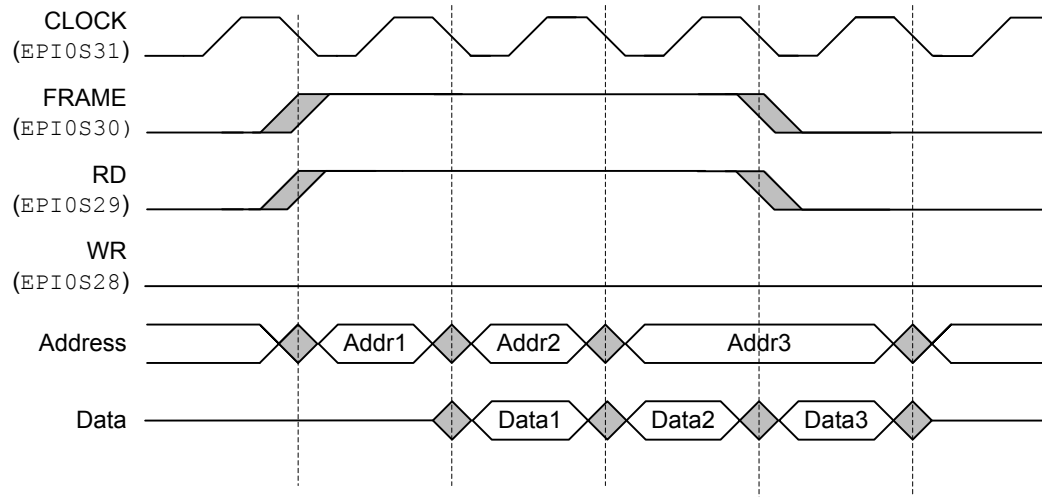 CLOCK
(EPI0S31)
FRAME
(EPI0S30)
RD
(EPI0S29)
WR
(EPI0S28)
Address Addr1 Addr2 Addr3
Data Data1 Data2 Data3